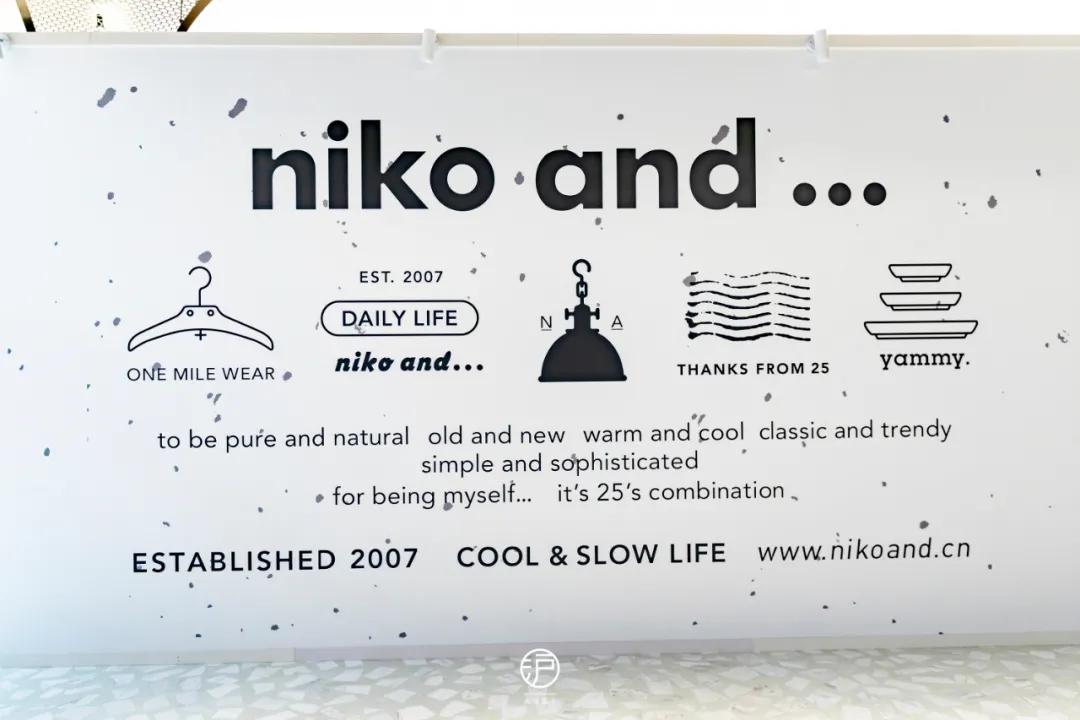 niko and ...
EST. 2007
DAILY LIFE
niko and...
N A
ONE MILE WEAR
THANKS FROM 25
yammy.
to be pure and natural old and new warm and cool classic and trendy
simple and sophisticated
for being myself... it's 25's combination
ESTABLISHED 2007 COOL & SLOW LIFE www.nikoand.cn
沪